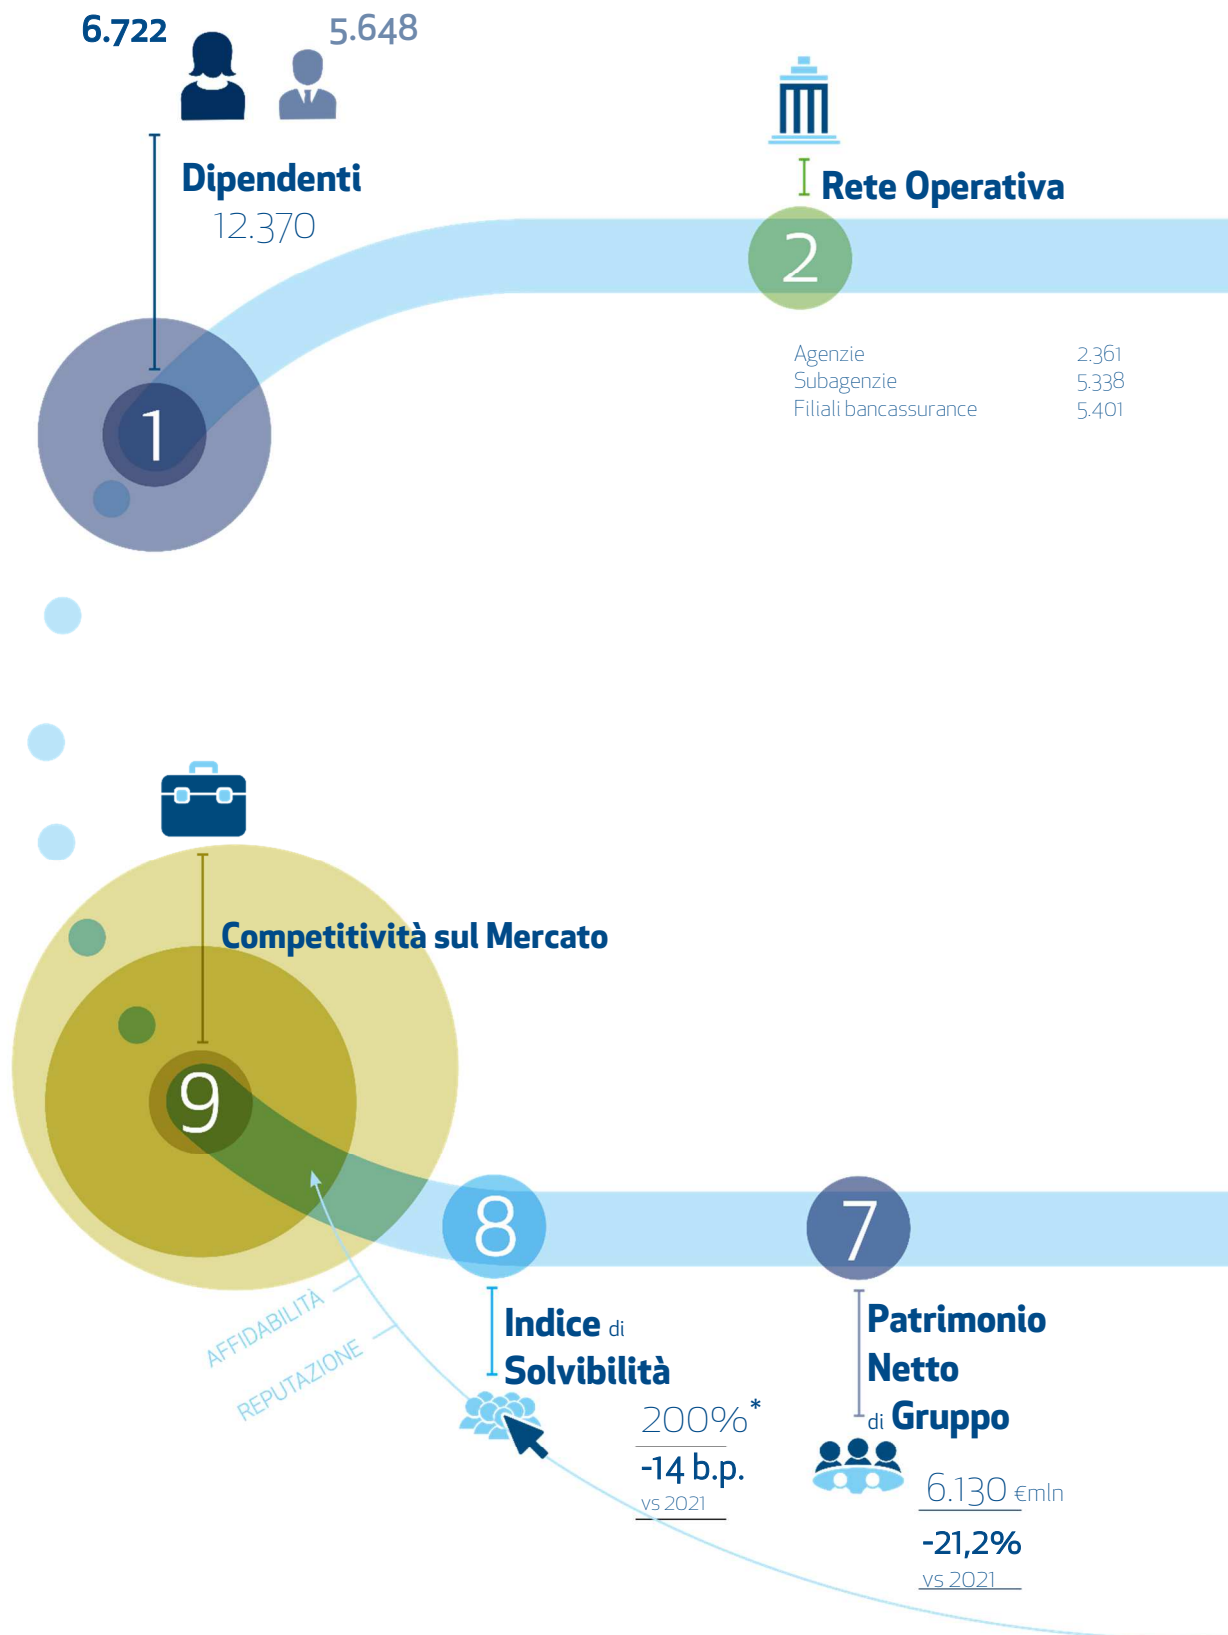 6.722
5.648
Dipendenti
12.370
1
Rete Operativa
2
Agenzie 2.361
Subagenzie 5.338
Filiali bancassurance 5.401
Competitività sul Mercato
9
AFFIDABILITÀ
REPUTAZIONE
8
Indice di
Solvibilità
200%*
-14 b.p.
vs 2021
7
Patrimonio
Netto
di Gruppo
6.130 €mln
-21,2%
vs 2021